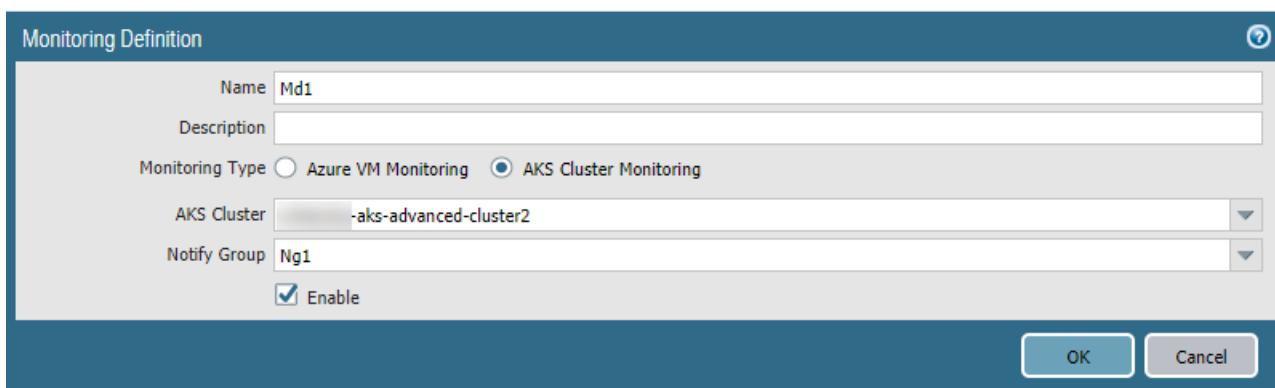 Monitoring Definition
Name Md1
Description
Monitoring Type Azure VM Monitoring AKS Cluster Monitoring
AKS Cluster -aks-advanced-cluster2
Notify Group Ng1
Enable
OK Cancel